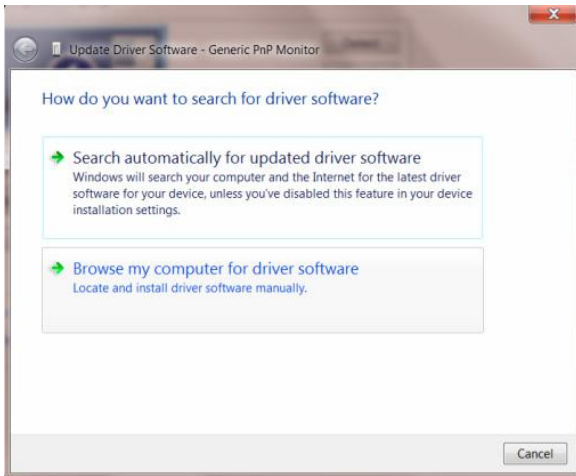 Update Driver Software - Generic PnP Monitor
How do you want to search for driver software?
Search automatically for updated driver software
Windows will search your computer and the Internet for the latest driver
software for your device, unless you've disabled this feature in your device
installation settings.
Browse my computer for driver software
Locate and install driver software manually.
Cancel